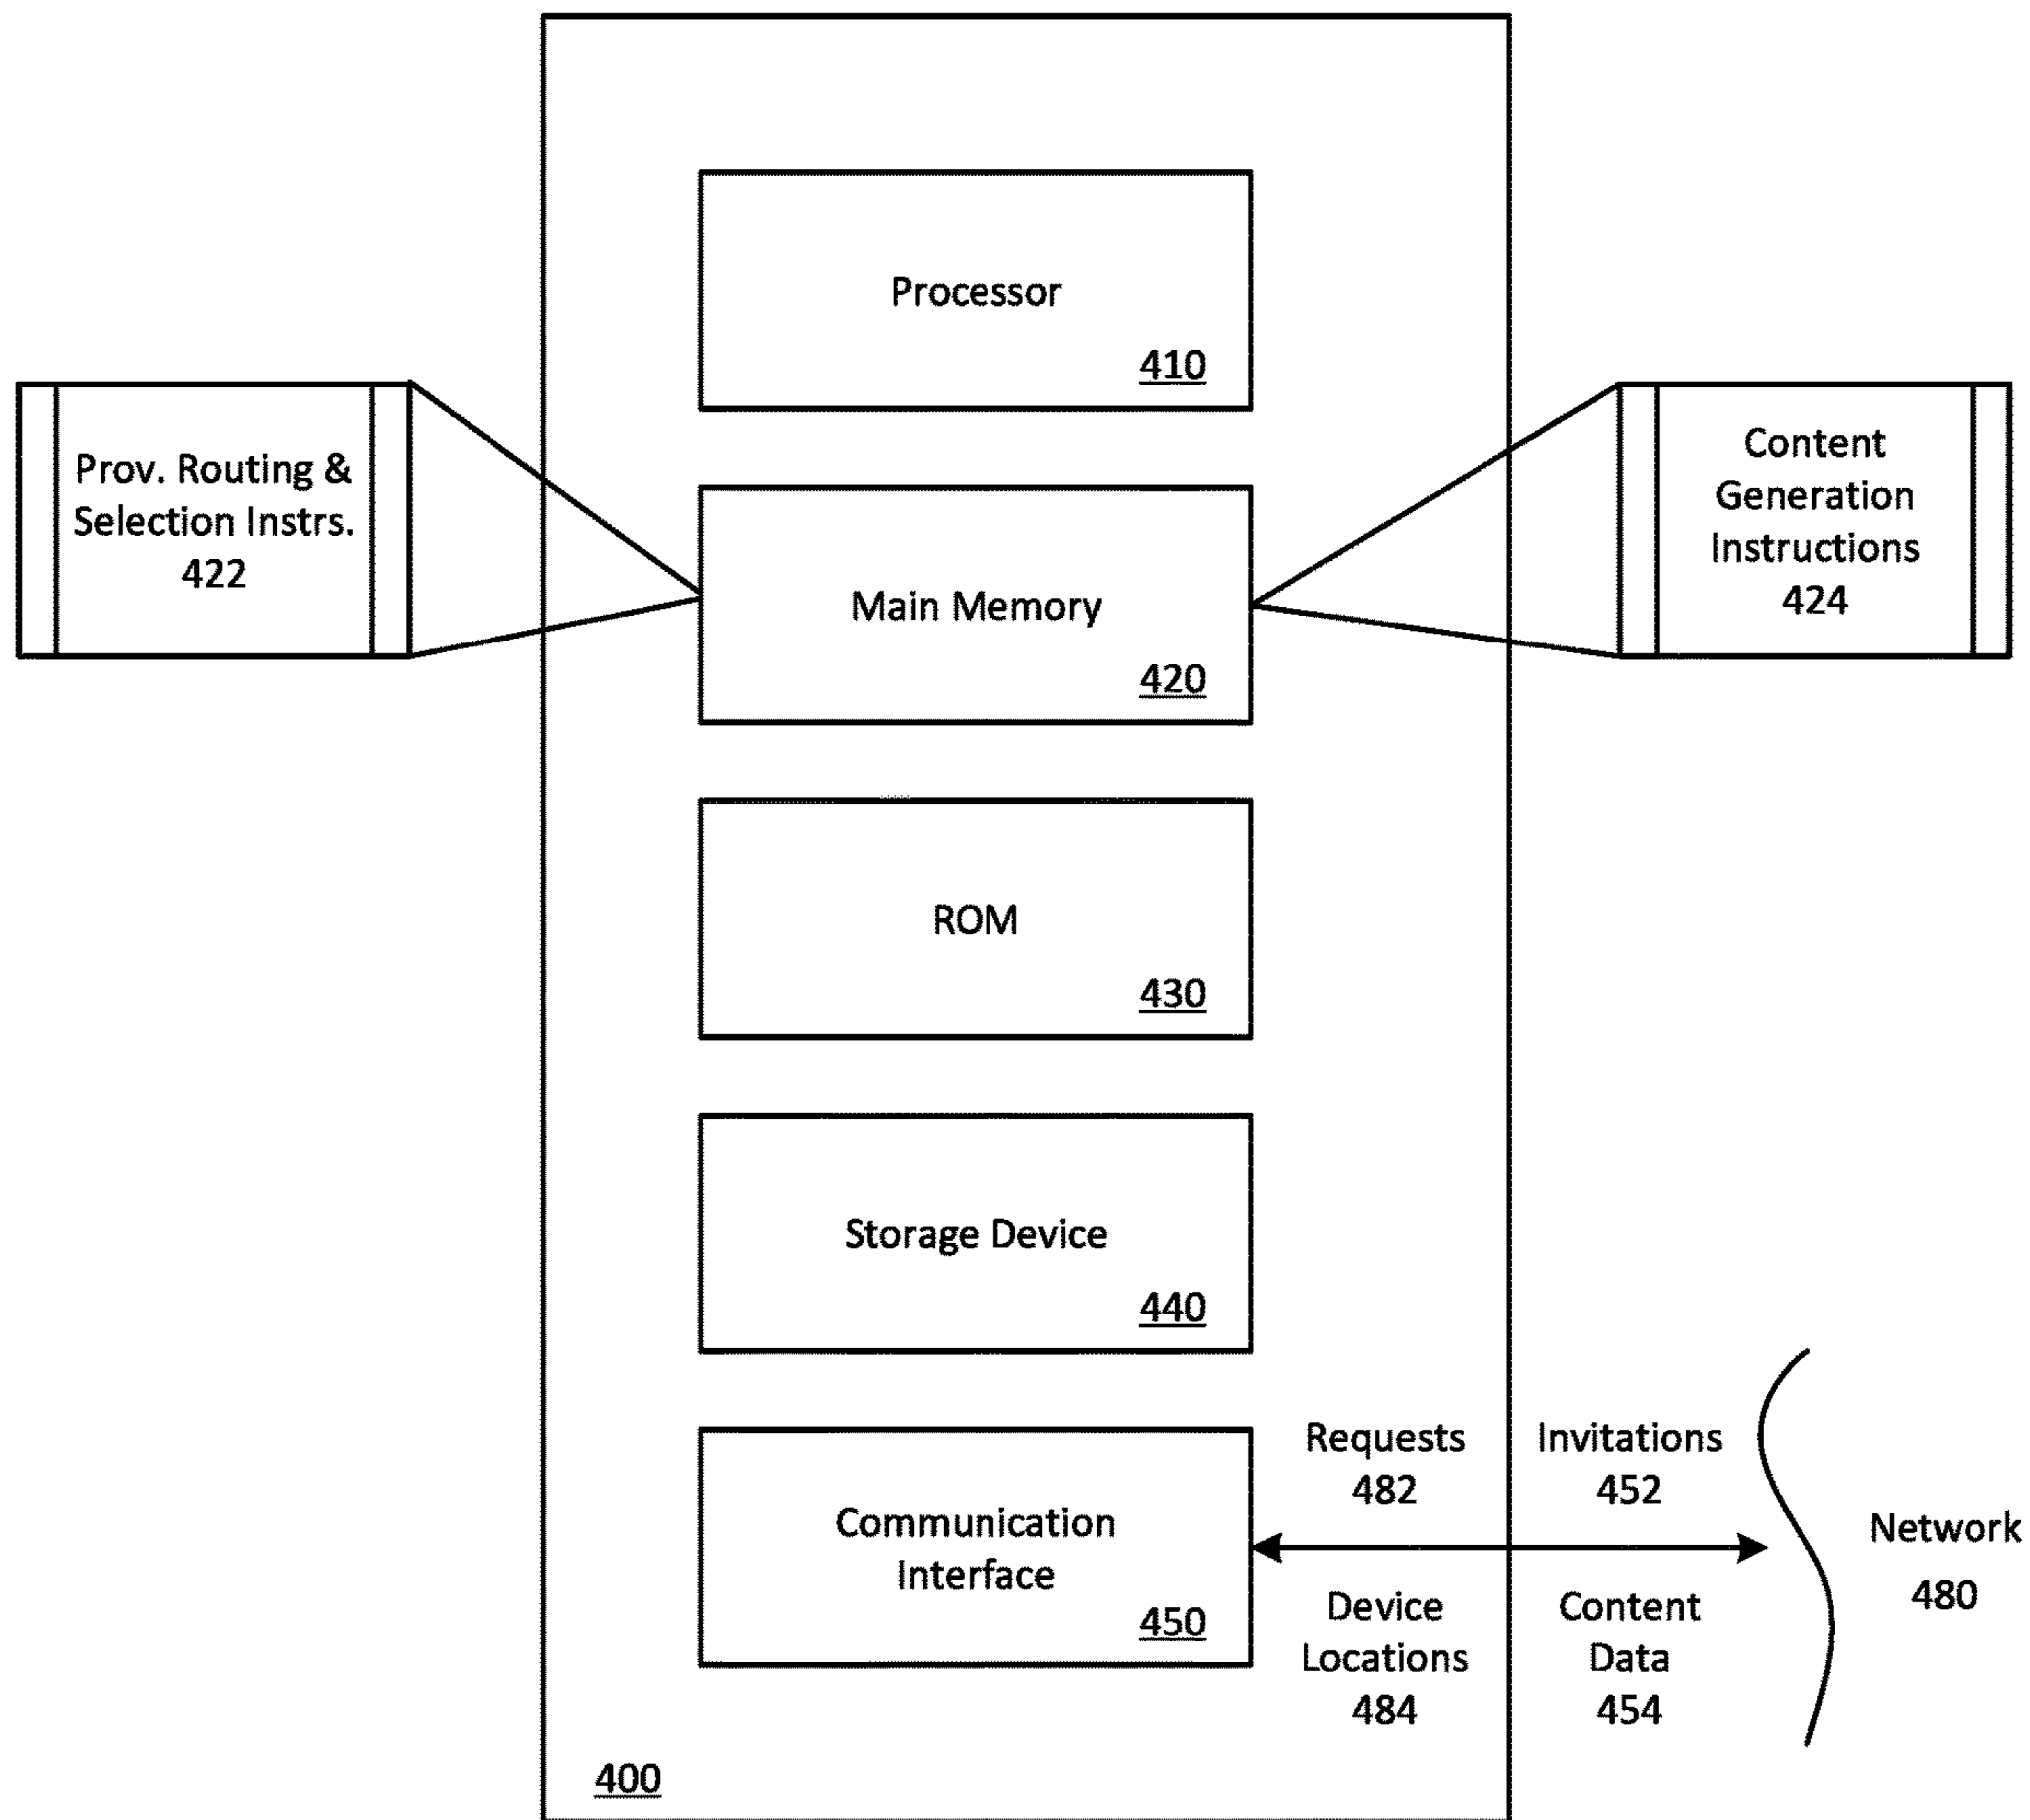 Processor
410
Prov. Routing &
Selection Instrs.
422
Content
Generation
Instructions
424
Main Memory
420
ROM
430
Storage Device
440
Communication
Interface
450
Requests
482
Invitations
452
Device
Locations
484
Content
Data
454
Network
480
400